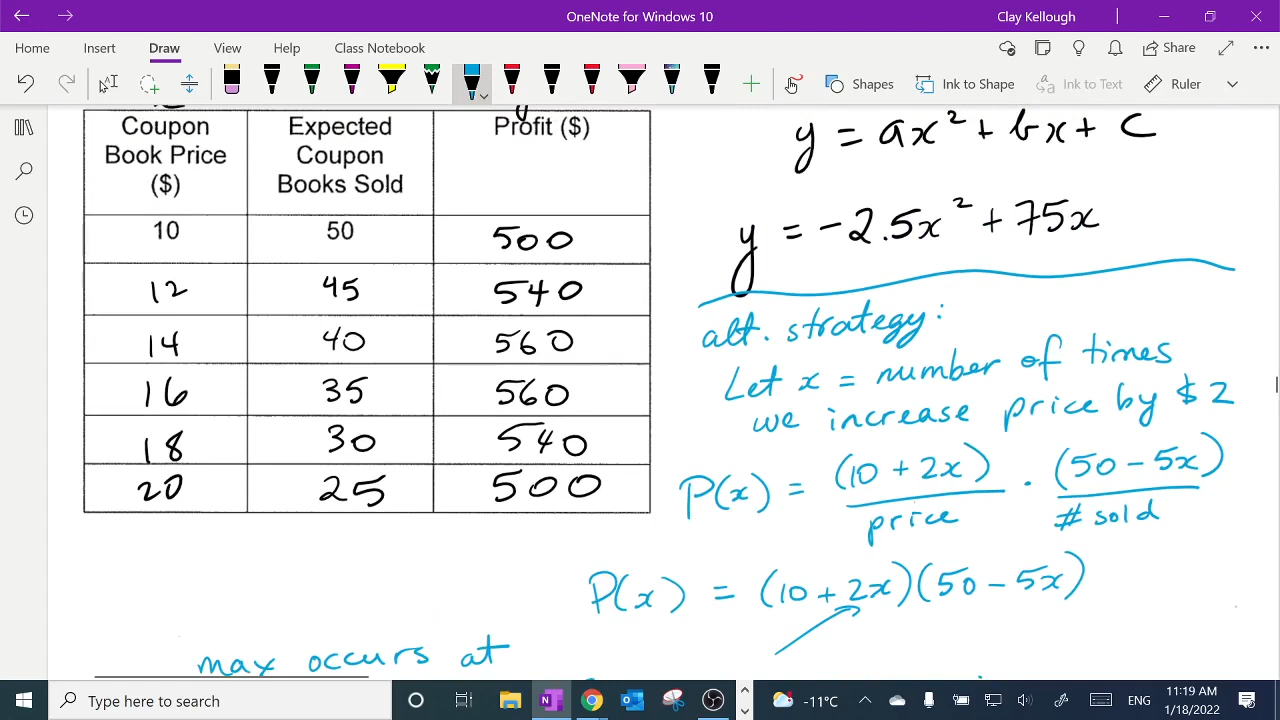 OneNote for Windows 10
Clay Kellough
Home Insert Draw View Help Class Notebook
Share
Shapes
Ink to Shape
Ink to Text
Ruler
Coupon Book Price ($) Expected Coupon Books Sold Profit ($)
10 50 500
12 45 540
14 40 560
16 35 560
18 30 540
20 25 500
y = ax² + bx + c
y = -2.5x² + 75x
alt. strategy:
Let x = number of times
we increase price by $2
P(x) = (10 + 2x) · (50 - 5x)
price # sold
P(x) = (10 + 2x)(50 - 5x)
max occurs at
Type here to search
-11°C
ENG
11:19 AM
1/18/2022